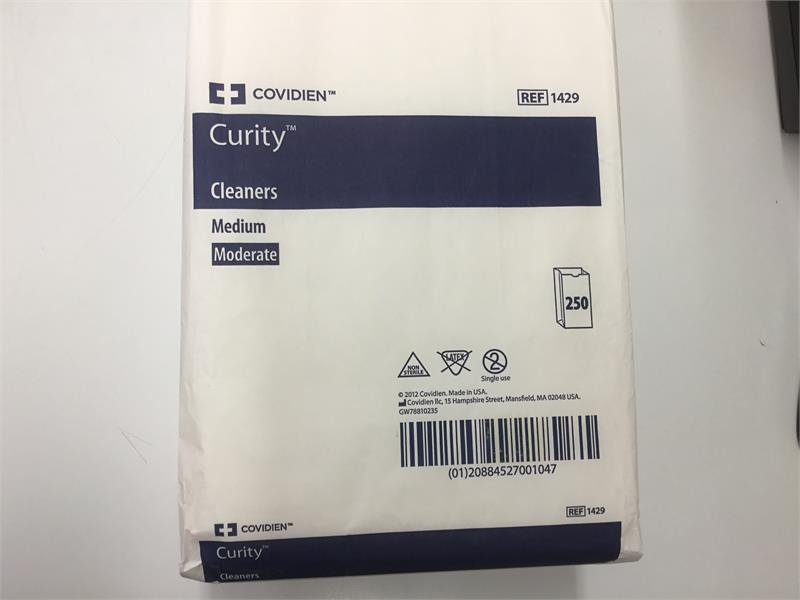 COVIDIEN™
REF 1429
Curity™
Cleaners
Medium
Moderate
250
NON
STERILE
LATEX
2
Single use
© 2012 Covidien. Made in USA.
Covidien llc, 15 Hampshire Street, Mansfield, MA 02048 USA.
GW78810235
(01)20884527001047
REF 1429
COVIDIEN™
Curity™
Cleaners